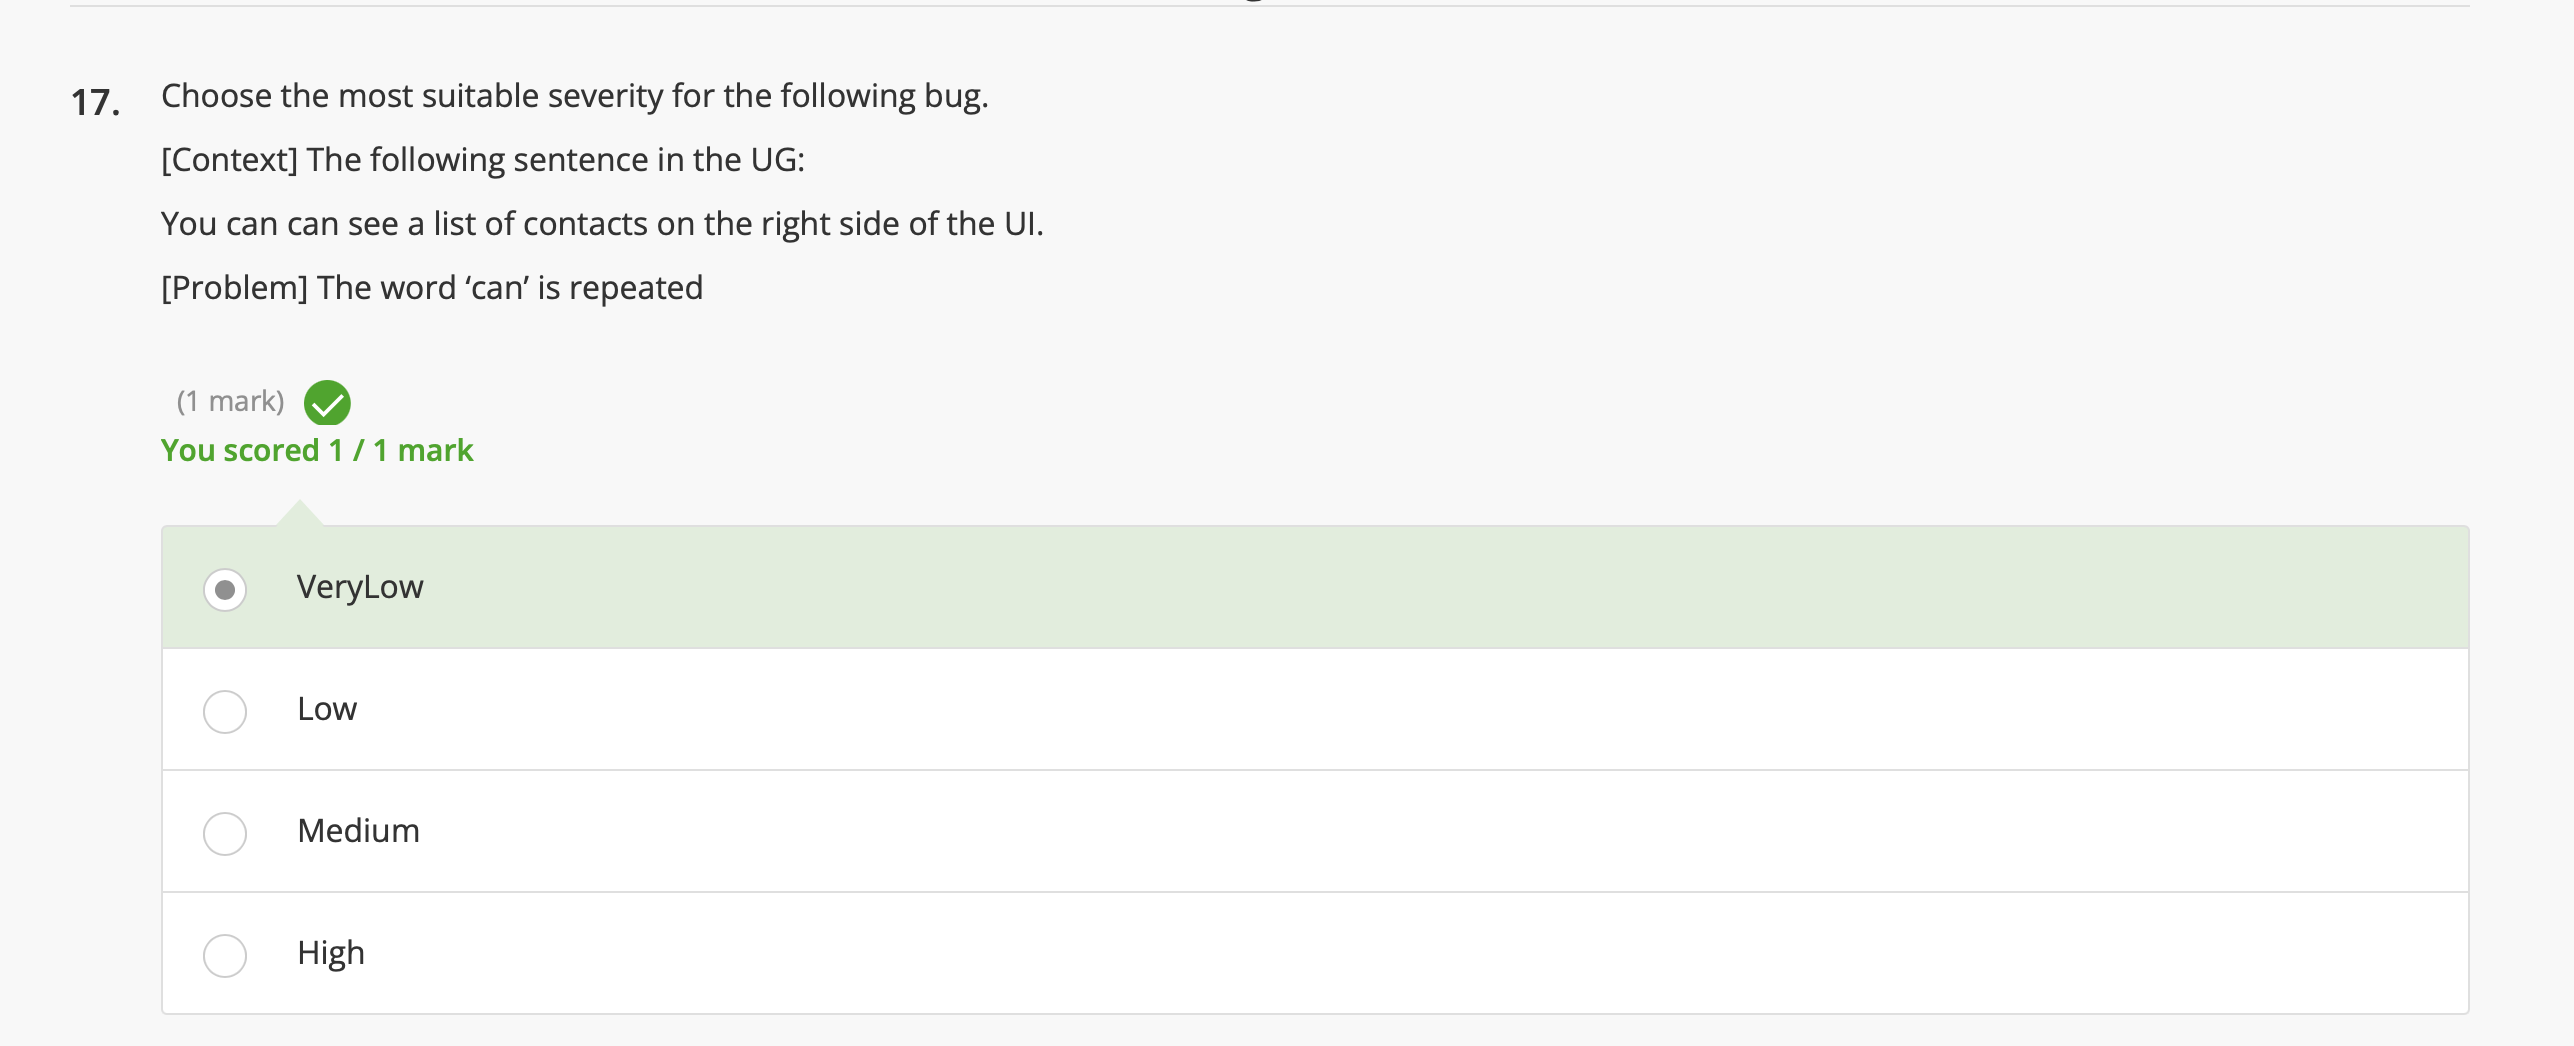 17. Choose the most suitable severity for the following bug.
[Context] The following sentence in the UG:
You can can see a list of contacts on the right side of the UI.
[Problem] The word ‘can’ is repeated
(1 mark)
You scored 1 / 1 mark
VeryLow
Low
Medium
High